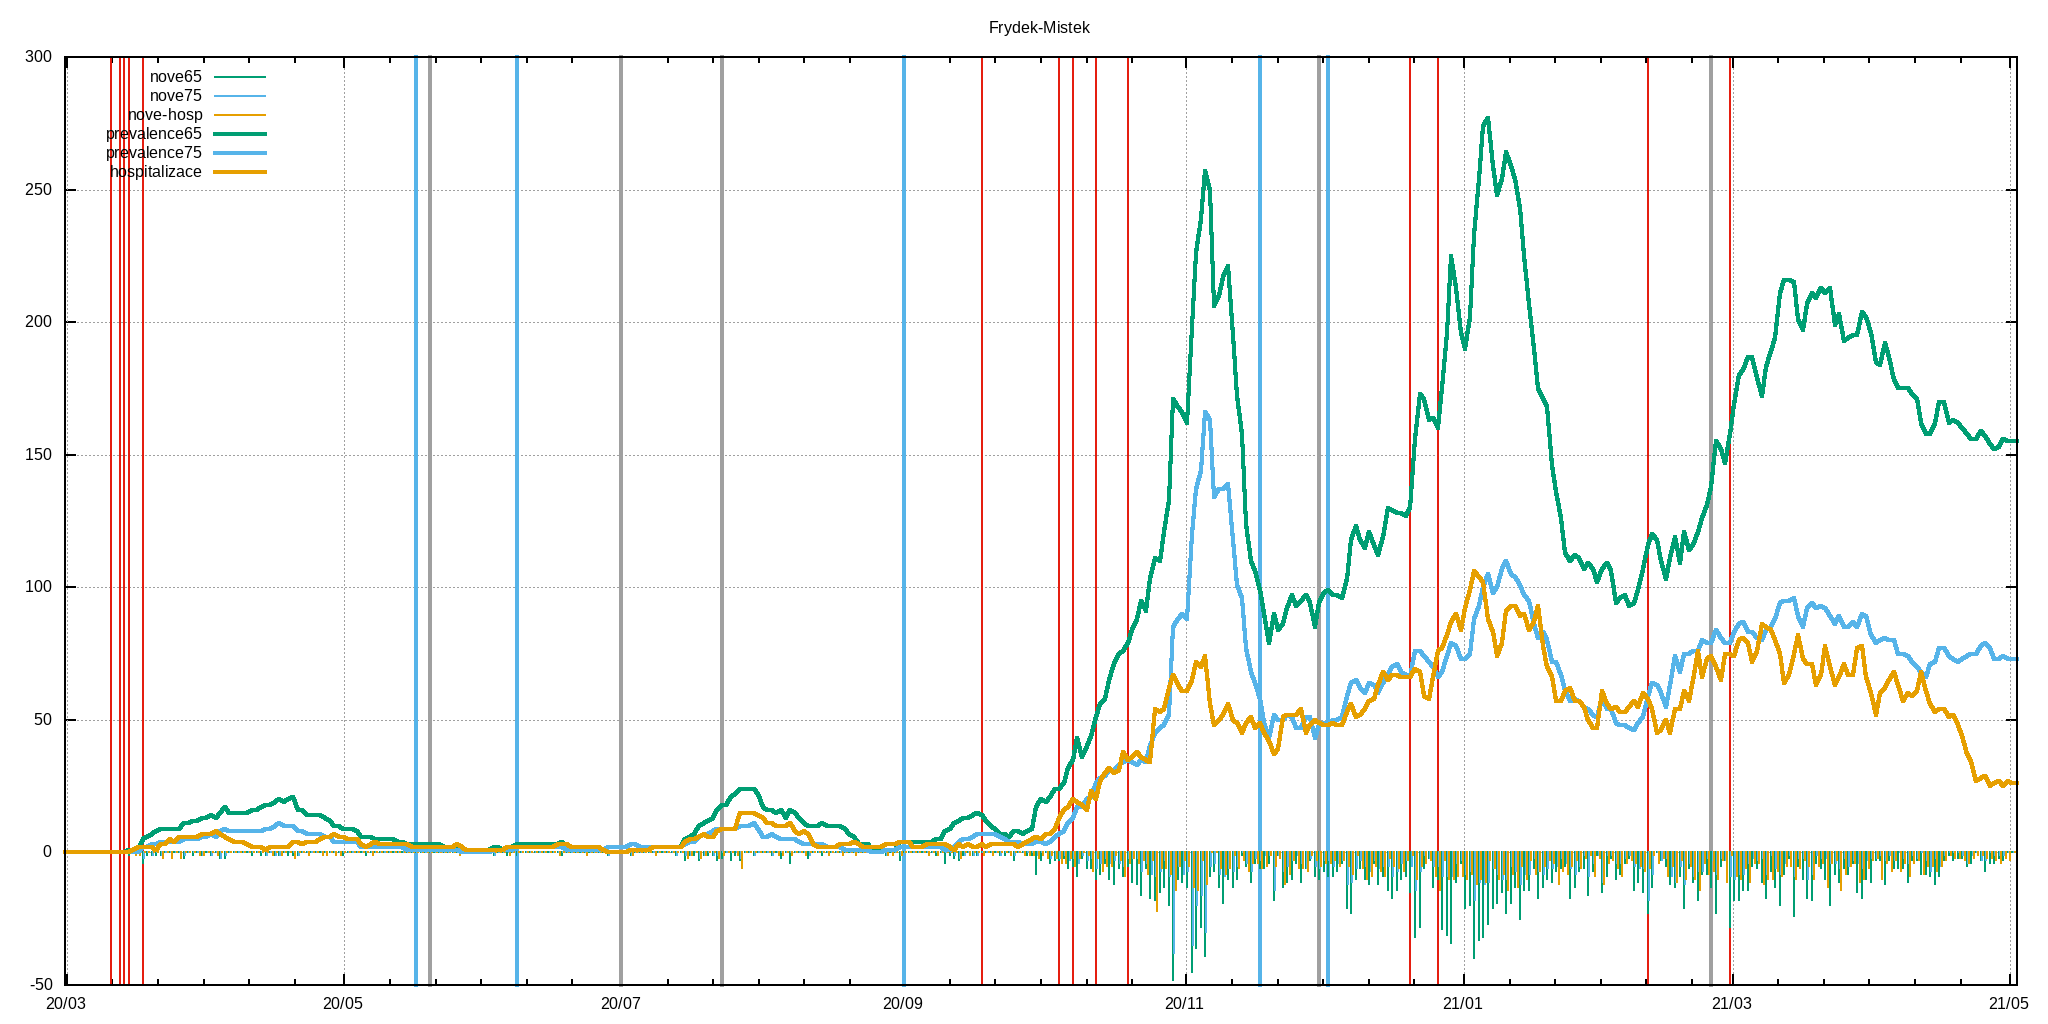 Frydek-Mistek
300
nove65
nove75
nove-hosp
prevalence65
prevalence75
hospitalizace
250
200
150
100
50
0
-50
20/03 20/05 20/07 20/09 20/11 21/01 21/03 21/05